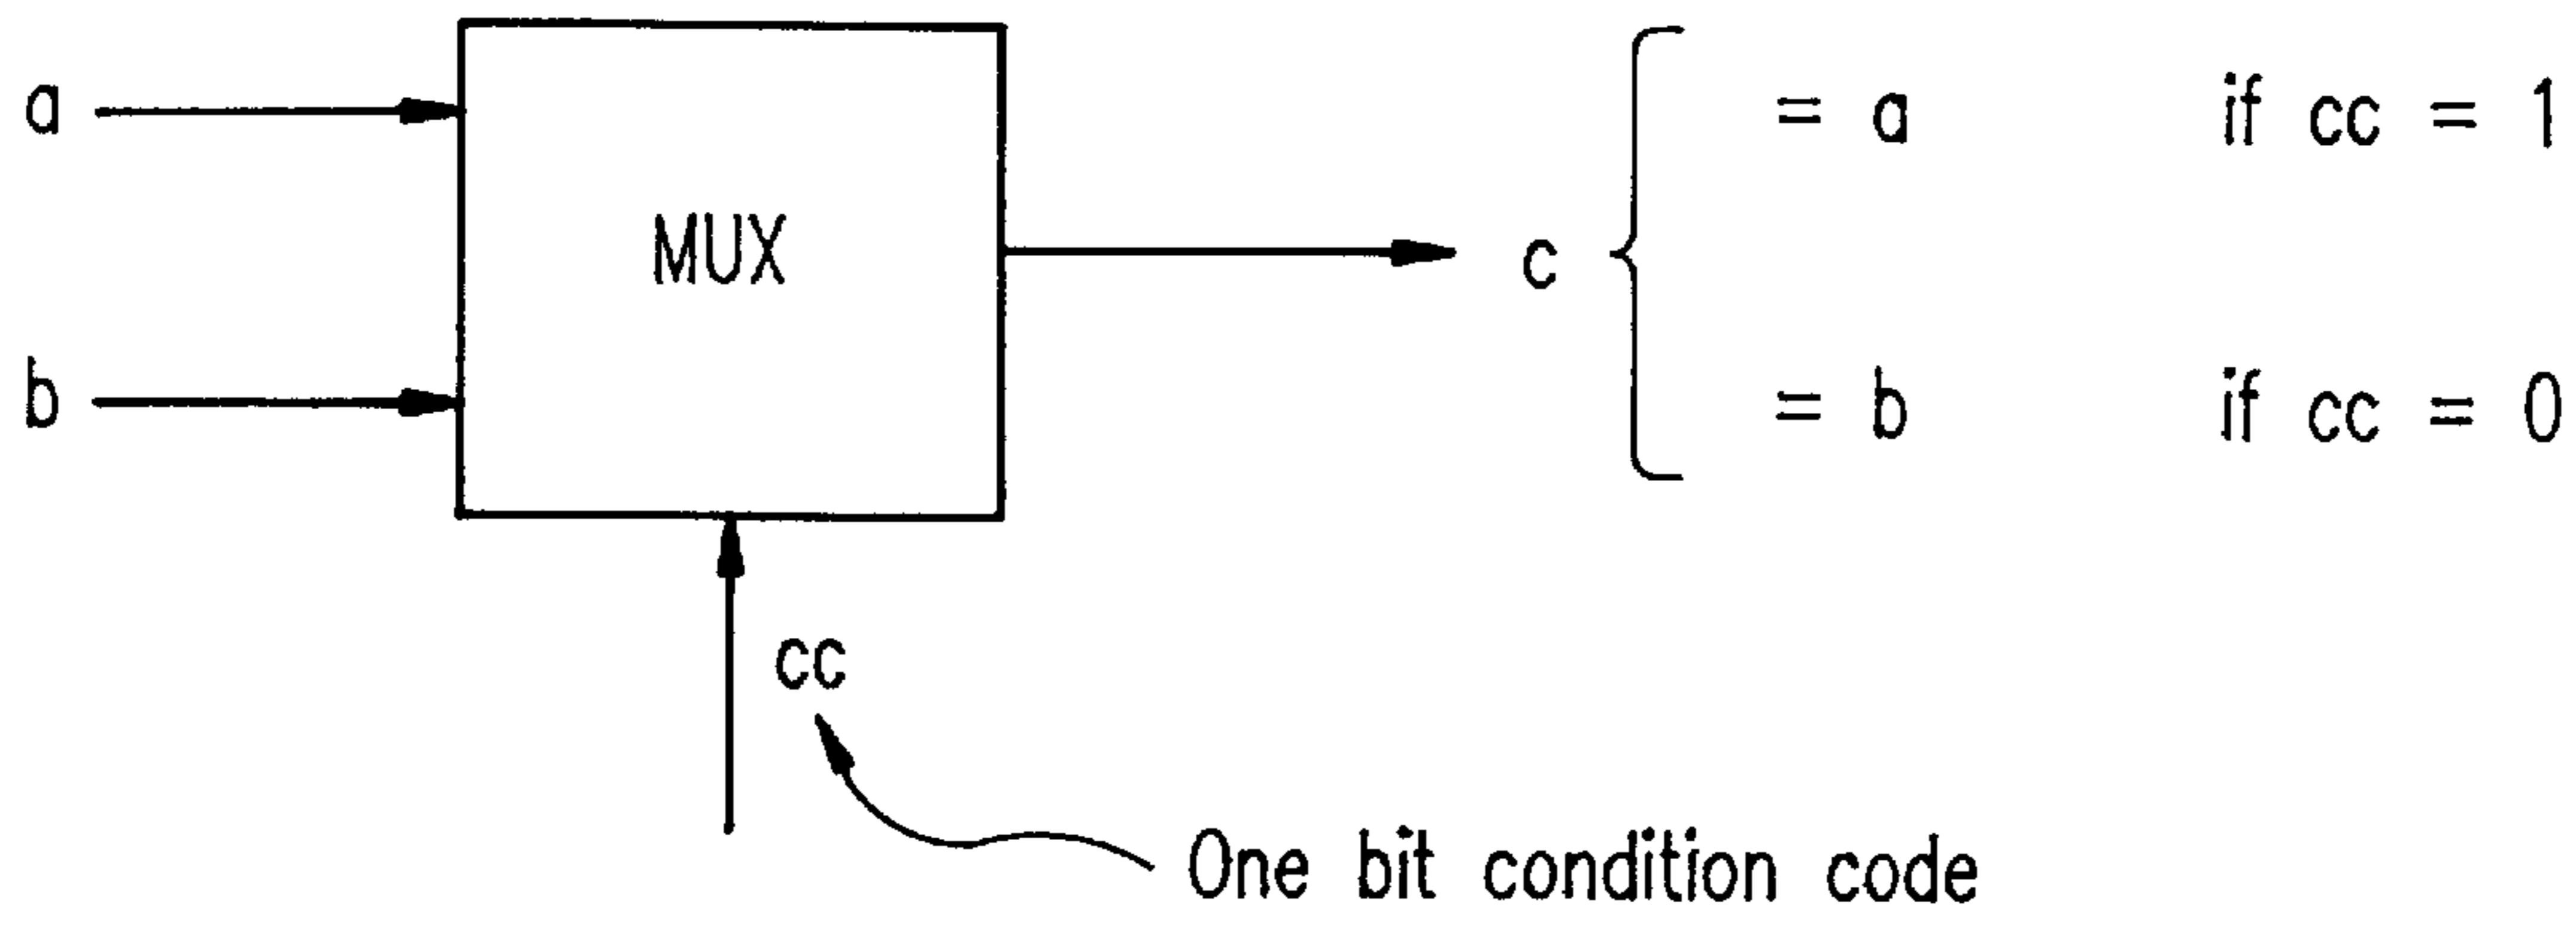 a
= a if cc = 1
MUX
c
b
= b if cc = 0
cc
One bit condition code